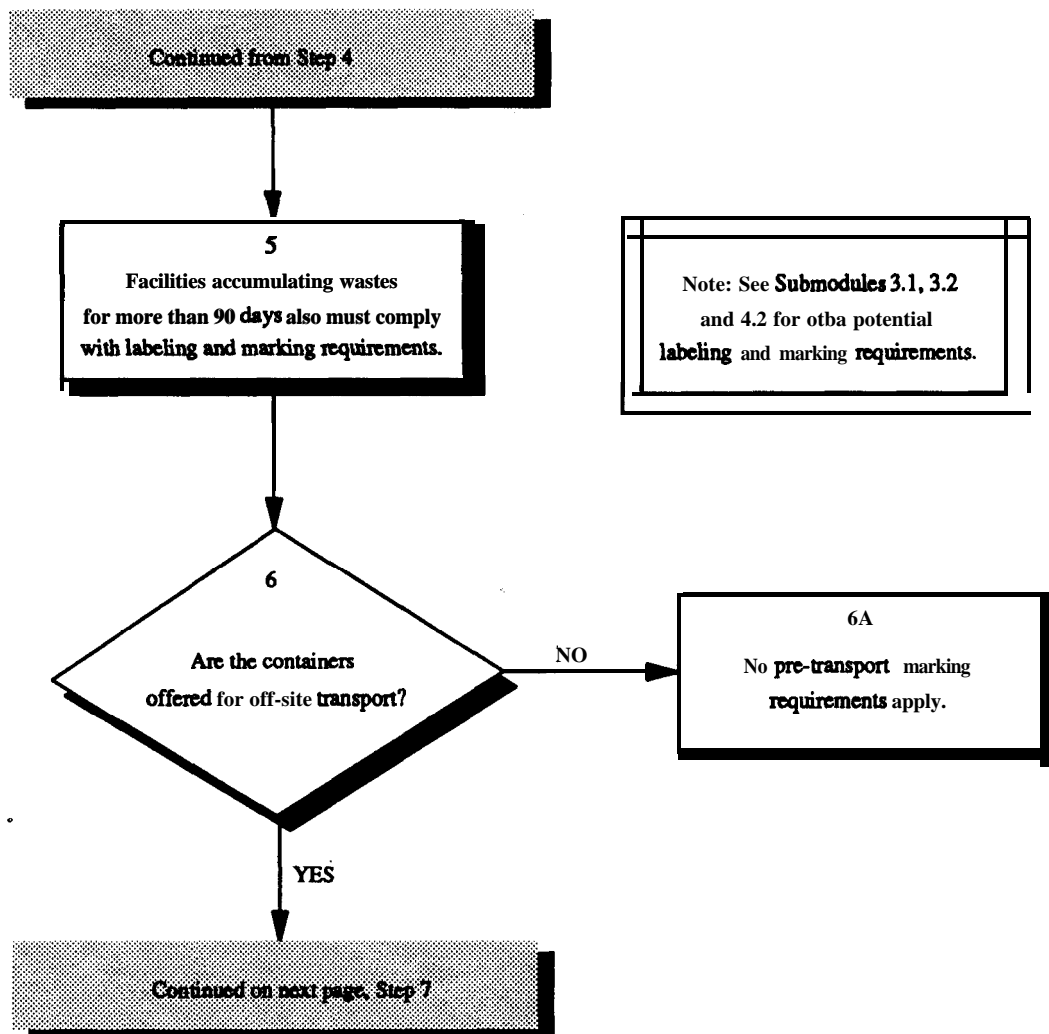 Continued from Step 4
5
Facilities accumulating wastes
for more than 90 days also must comply
with labeling and marking requirements.
Note: See Submodules 3.1, 3.2
and 4.2 for otba potential
labeling and marking requirements.
6
Are the containers
offered for off-site transport?
NO
6A
No pre-transport marking
requirements apply.
YES
Continued on next page, Step 7